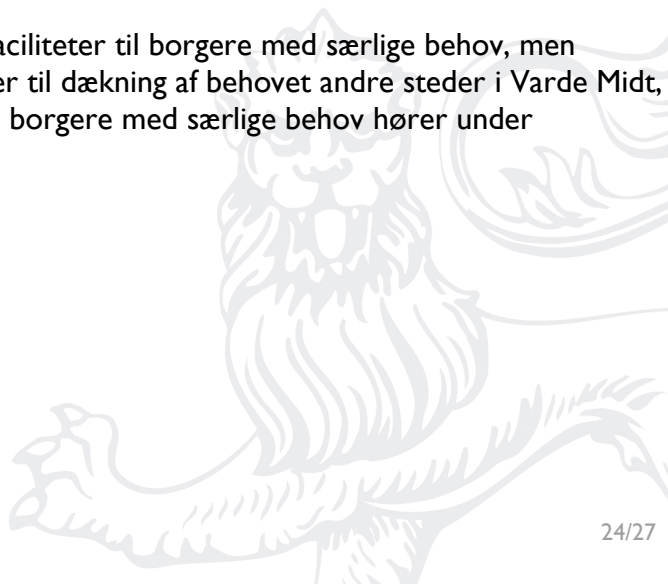 aciliteter til borgere med særlige behov, men
er til dækning af behovet andre steder i Varde Midt,
borgere med særlige behov hører under
24/27